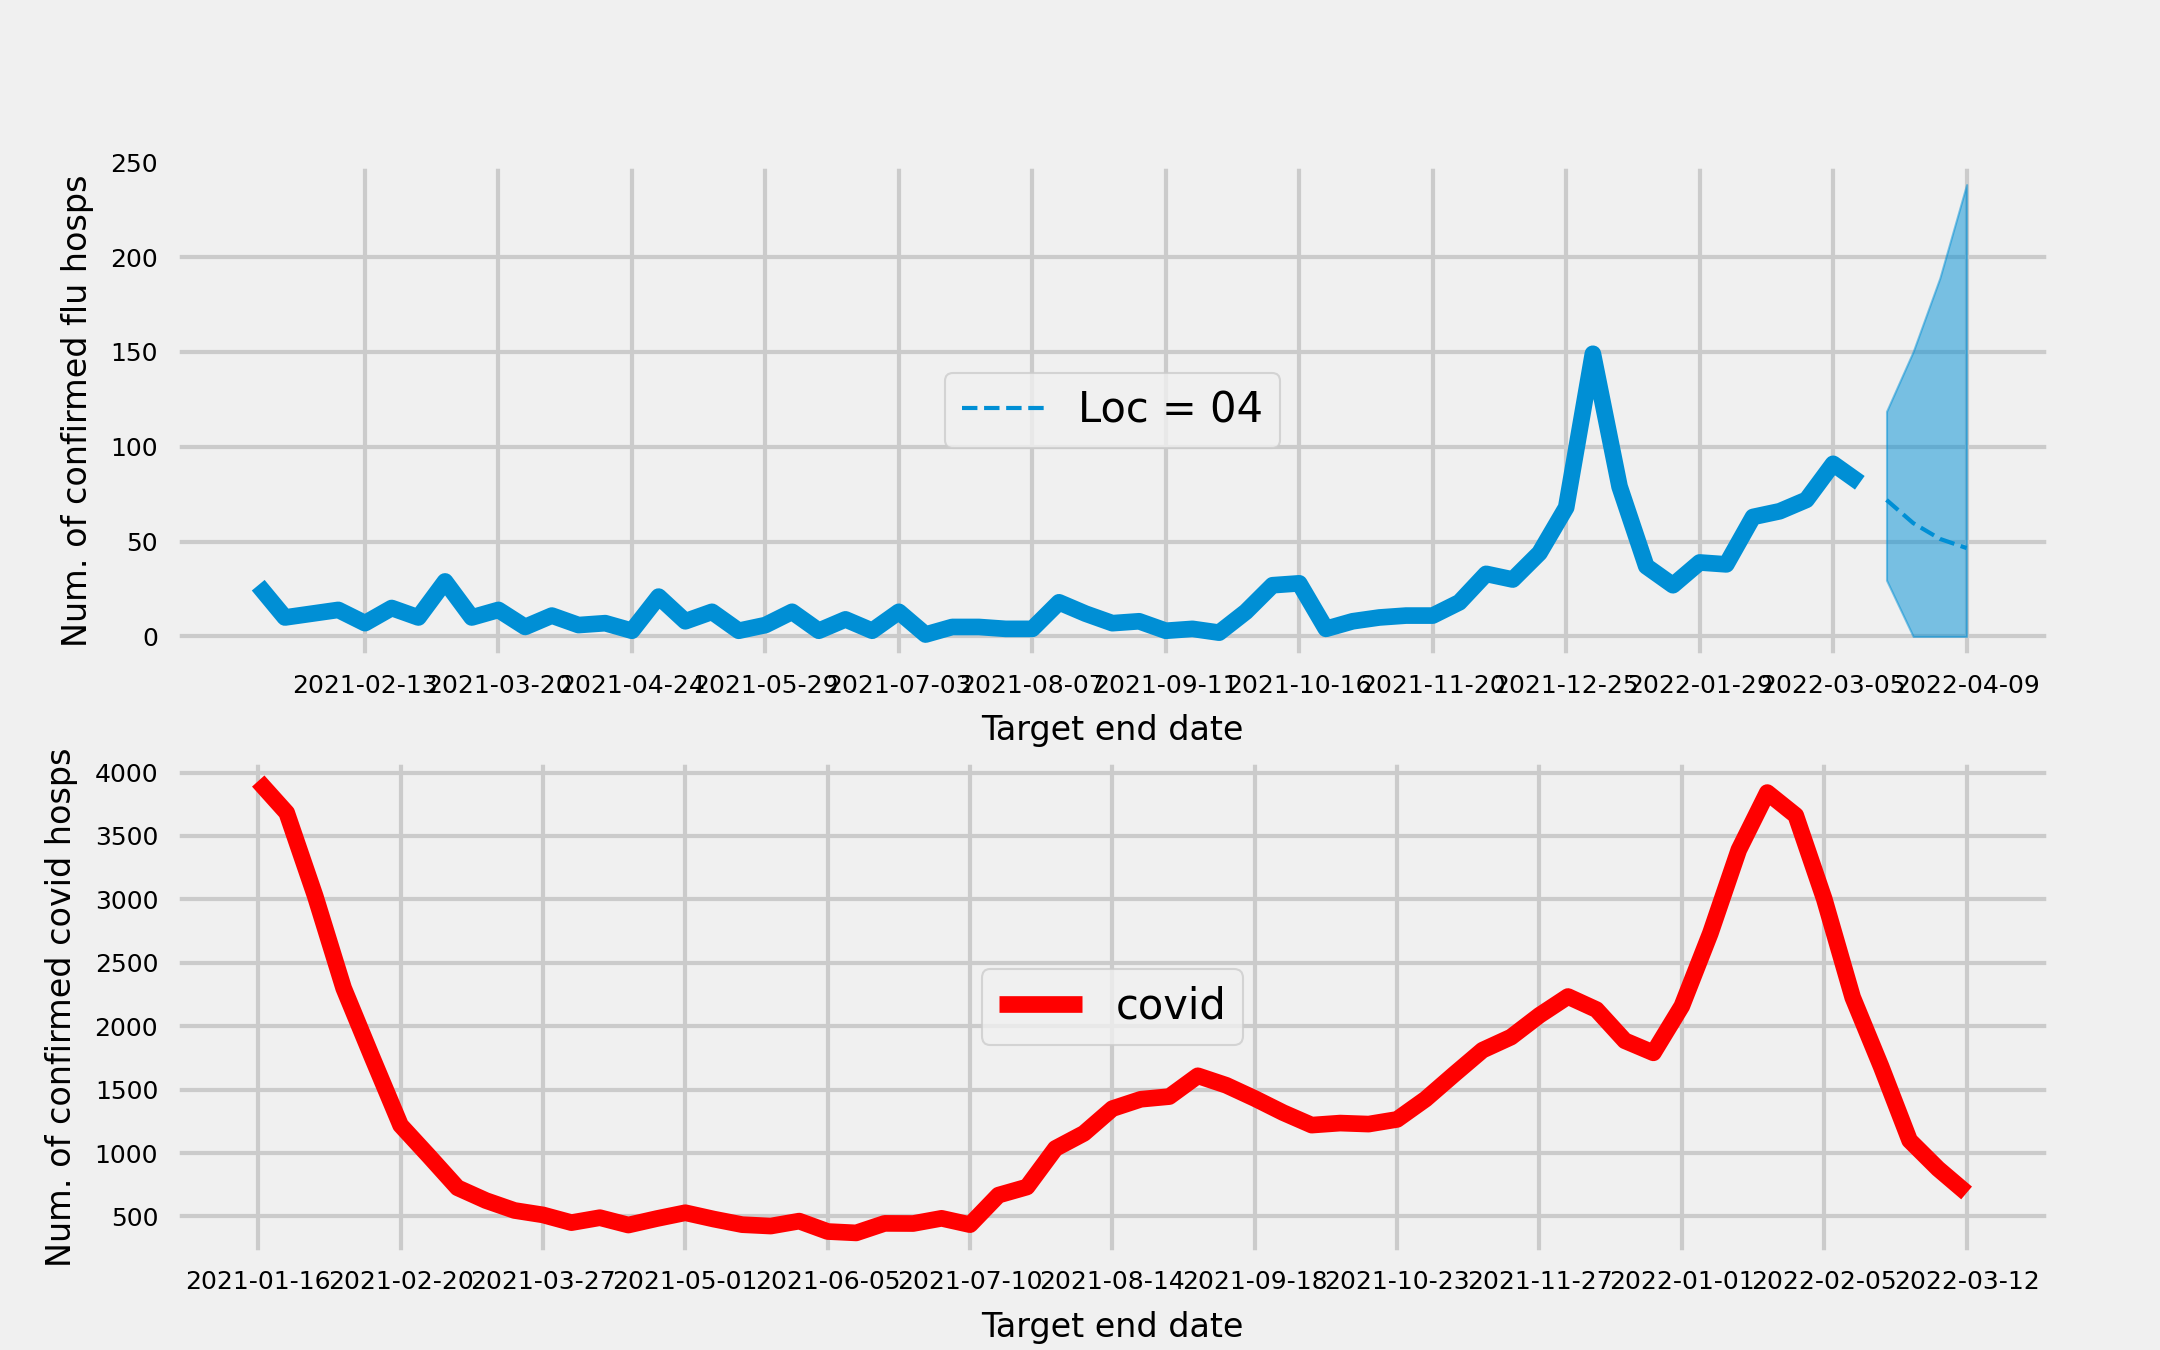 Num. of confirmed flu hosps
250
200
150
100
50
0
Loc = 04
2021-02-13 2021-03-20 2021-04-24 2021-05-29 2021-07-03 2021-08-07 2021-09-11 2021-10-16 2021-11-20 2021-12-25 2022-01-29 2022-03-05 2022-04-09
Target end date
Num. of confirmed covid hosps
4000
3500
3000
2500
2000
1500
1000
500
covid
2021-01-16 2021-02-20 2021-03-27 2021-05-01 2021-06-05 2021-07-10 2021-08-14 2021-09-18 2021-10-23 2021-11-27 2022-01-01 2022-02-05 2022-03-12
Target end date